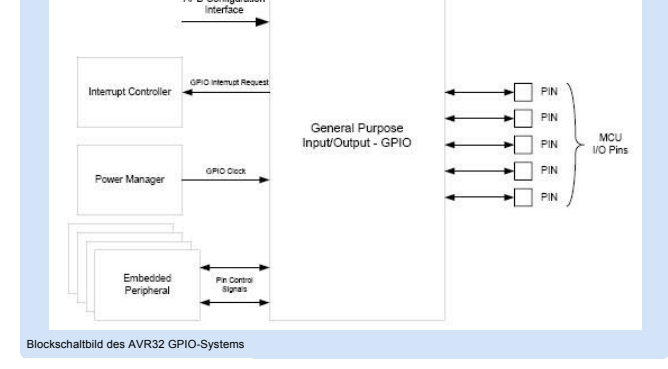 Interface
GPIO Interrupt Request
Interrupt Controller
PIN
PIN
General Purpose
Input/Output - GPIO
PIN
MCU
I/O Pins
GPIO Clock
Power Manager
PIN
PIN
Embedded
Peripheral
Pin Control
Signals
Blockschaltbild des AVR32 GPIO-Systems